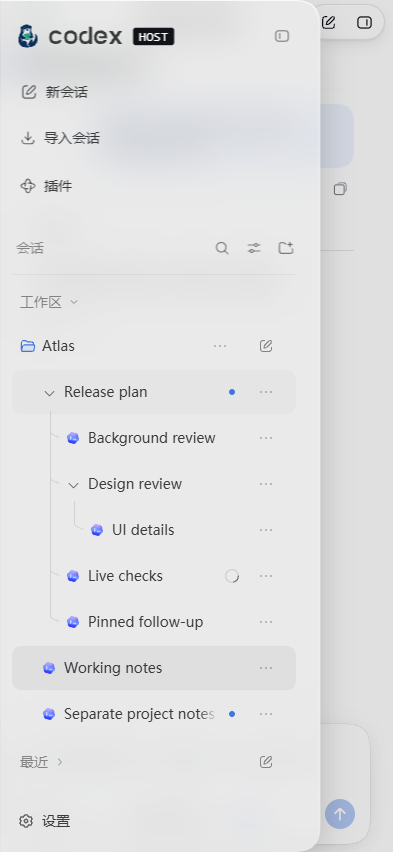 codex HOST
新会话
导入会话
插件
会话
工作区
Atlas
Release plan
Background review
Design review
UI details
Live checks
Pinned follow-up
Working notes
Separate project notes
最近
设置